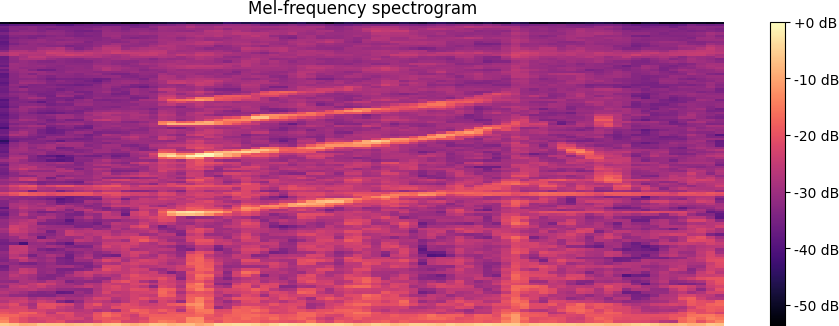 Mel-frequency spectrogram
+0 dB
-10 dB
-20 dB
-30 dB
-40 dB
-50 dB